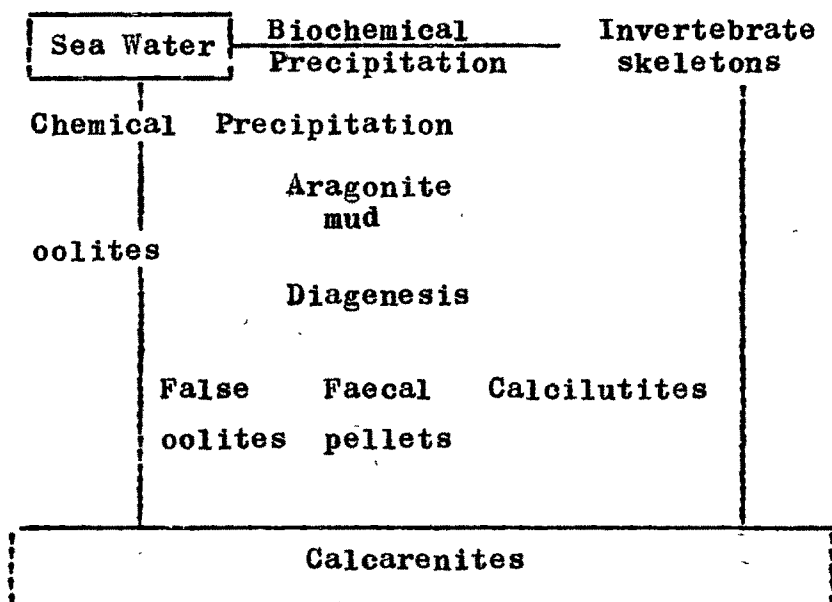 Sea Water
Biochemical
Precipitation
Invertebrate
skeletons
Chemical Precipitation
Aragonite
mud
oolites
Diagenesis
False Faecal Calcilutites
oolites pellets
Calcarenites